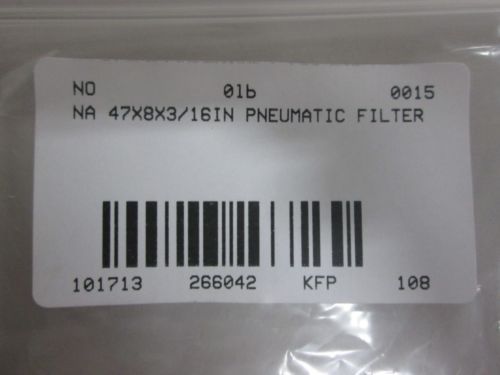 NO 01b 0015
NA 47X8X3/16IN PNEUMATIC FILTER
101713 266042 KFP 108